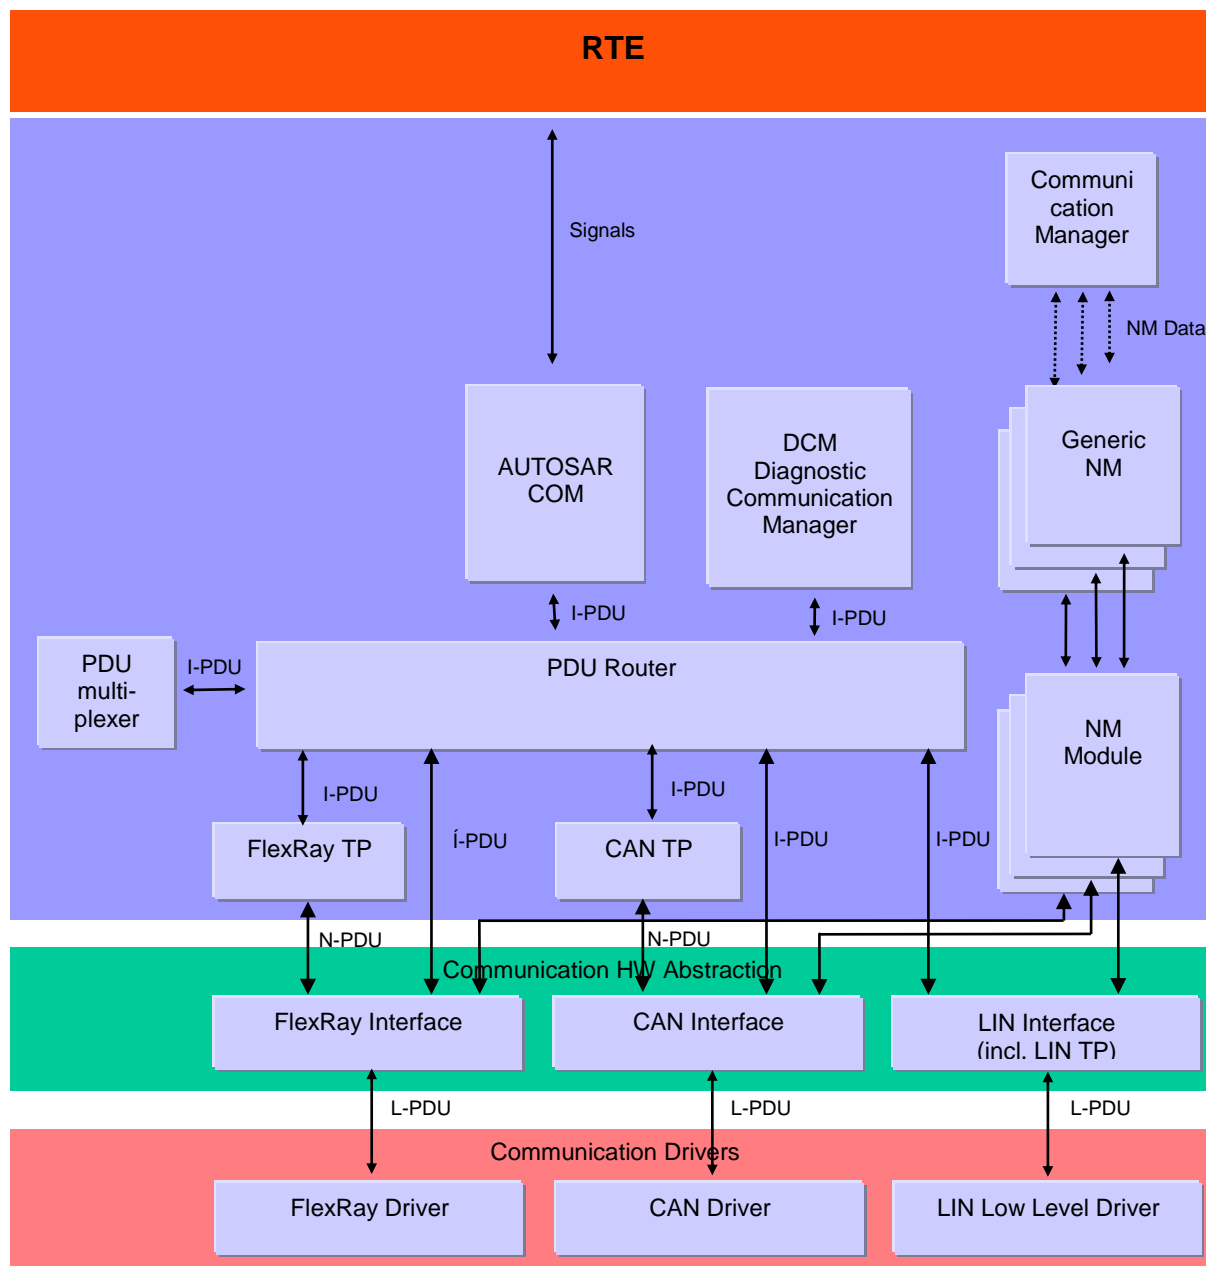 RTE
Communi
cation
Manager
Signals
NM Data
AUTOSAR
COM
DCM
Diagnostic
Communication
Manager
Generic
NM
I-PDU
I-PDU
PDU
multi-
plexer
I-PDU
PDU Router
NM
Module
I-PDU
I-PDU
FlexRay TP
Í-PDU
CAN TP
I-PDU
I-PDU
N-PDU
N-PDU
Communication HW Abstraction
FlexRay Interface
CAN Interface
LIN Interface
(incl. LIN TP)
L-PDU
L-PDU
L-PDU
Communication Drivers
FlexRay Driver
CAN Driver
LIN Low Level Driver